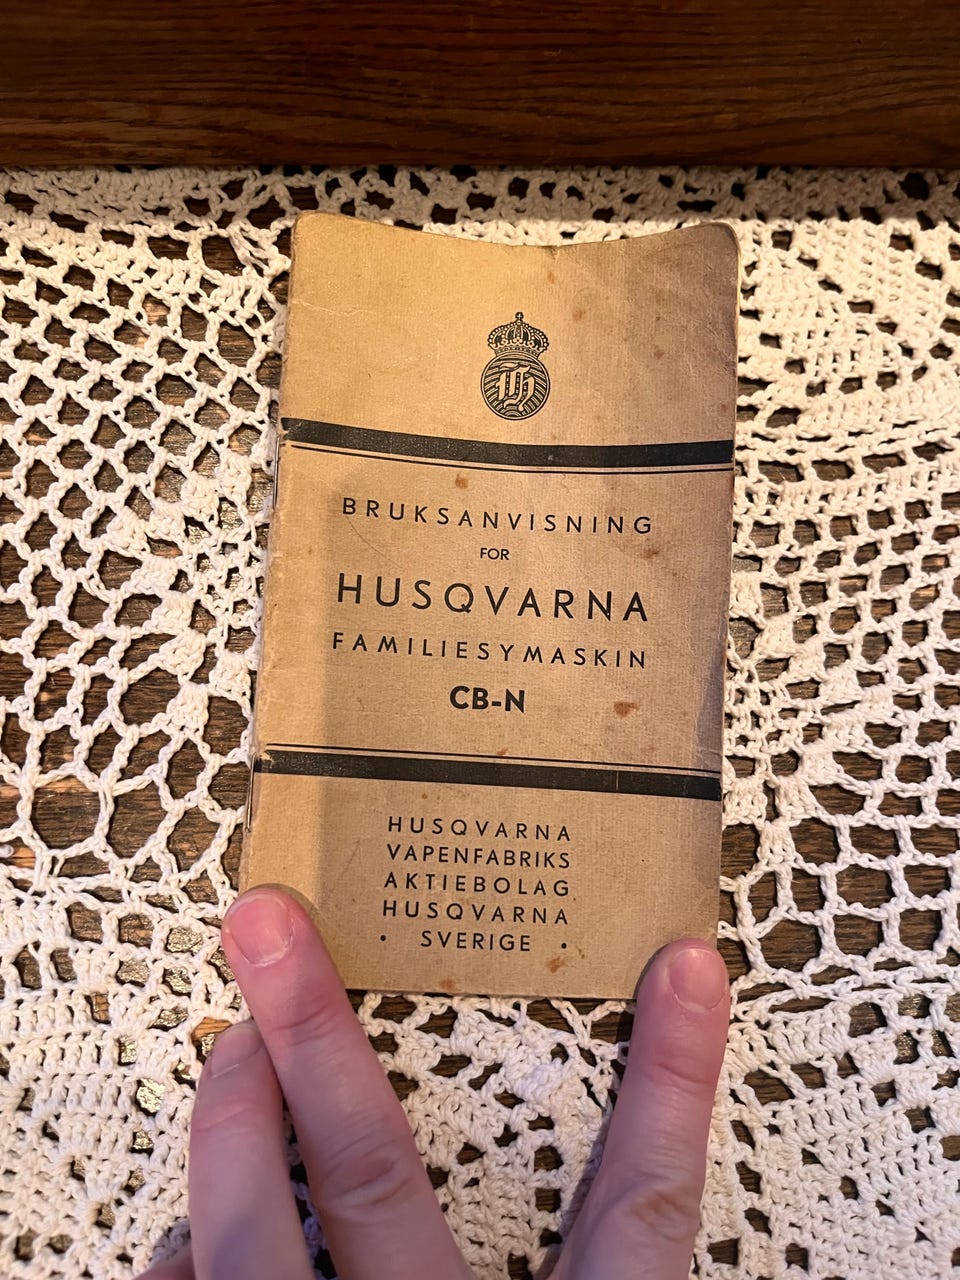 H
BRUKSANVISNING
FOR
HUSQVARNA
FAMILIESYMASKIN
CB-N
HUSQVARNA
VAPENFABRIKS
AKTIEBOLAG
HUSQVARNA
• SVERIGE •